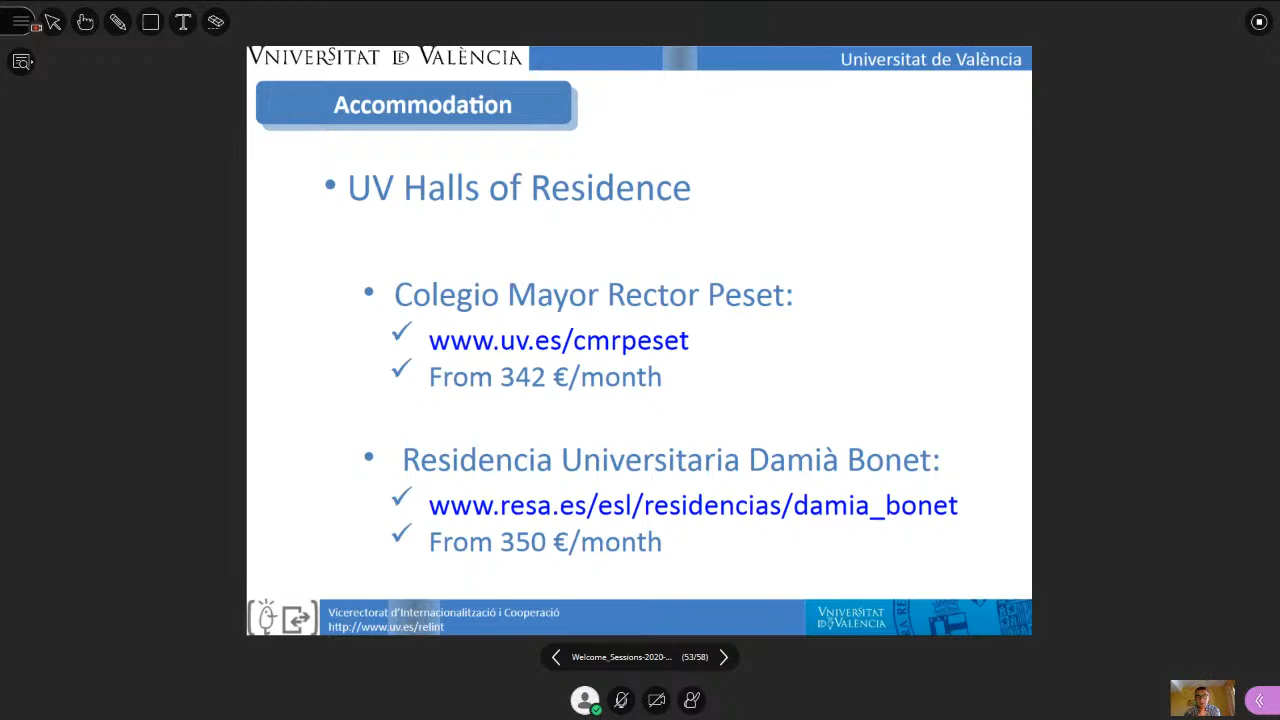 VNIVERSITAT DE VALÈNCIA
Universitat de València
Accommodation
• UV Halls of Residence
• Colegio Mayor Rector Peset:
✓ www.uv.es/cmrpeset
✓ From 342 €/month
• Residencia Universitaria Damià Bonet:
✓ www.resa.es/esl/residencias/damia_bonet
✓ From 350 €/month
Vicerectorat d'Internacionalització i Cooperació
http://www.uv.es/relint
VNIVERSITAT
DE VALÈNCIA
Welcome_Sessions-2020-... (53/58)